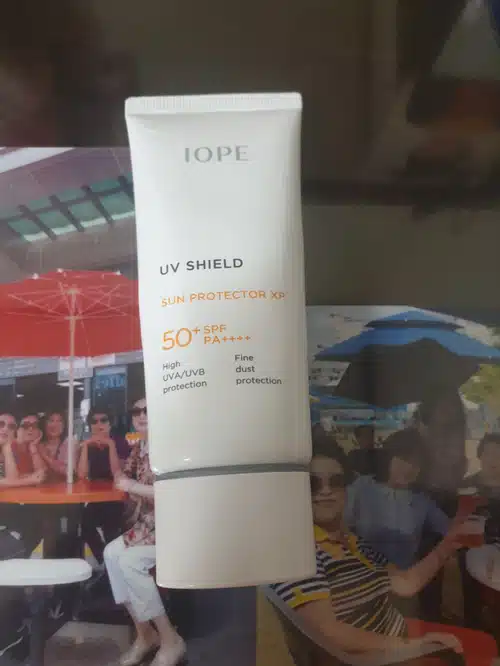 IOPE
UV SHIELD
SUN PROTECTOR XP
50+ SPF
PA++++
High
UVA/UVB
protection
Fine
dust
protection